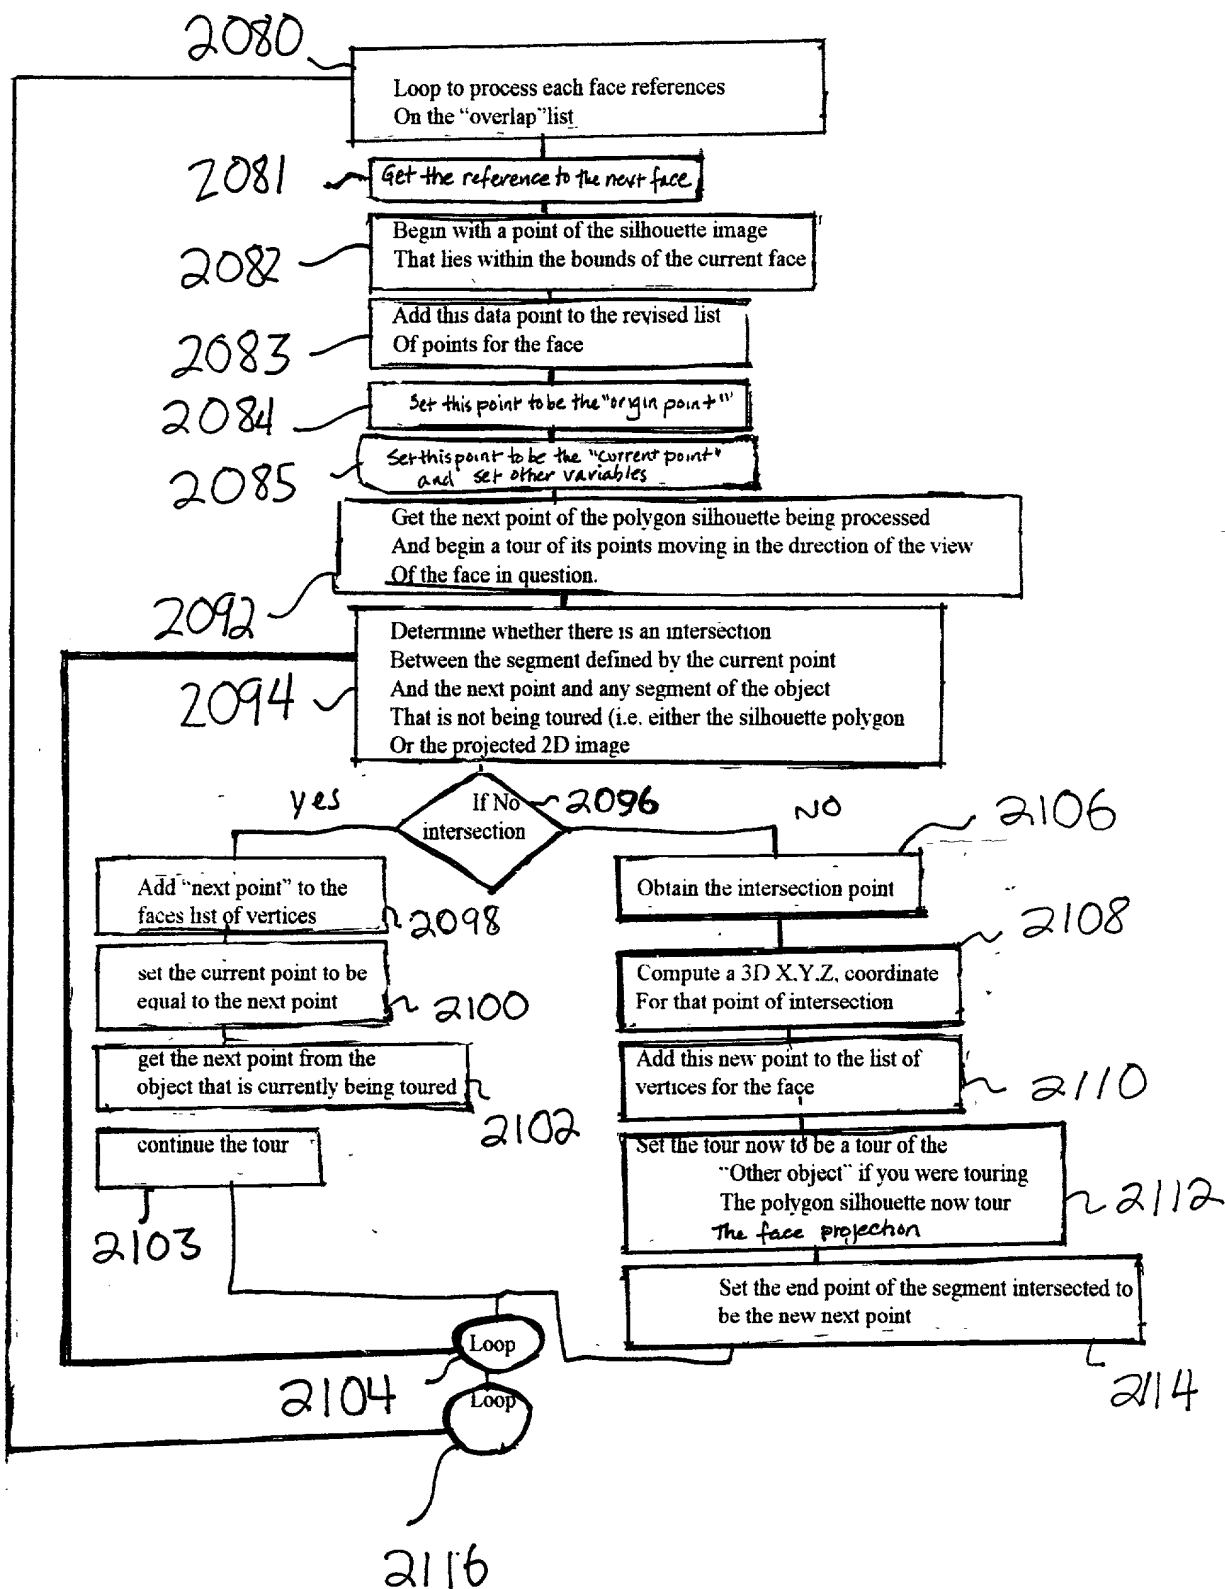 2080
Loop to process each face references
On the "overlap"list
2081
Get the reference to the next face
2082
Begin with a point of the silhouette image
That lies within the bounds of the current face
2083
Add this data point to the revised list
Of points for the face
2084
Set this point to be the "origin point"
2085
Set this point to be the "current point"
and set other variables
2092
Get the next point of the polygon silhouette being processed
And begin a tour of its points moving in the direction of the view
Of the face in question.
2094
Determine whether there is an intersection
Between the segment defined by the current point
And the next point and any segment of the object
That is not being toured (i.e. either the silhouette polygon
Or the projected 2D image
yes
If No
intersection
2096
NO
Add "next point" to the
faces list of vertices
2098
set the current point to be
equal to the next point
2100
get the next point from the
object that is currently being toured
2102
continue the tour
2103
2106
Obtain the intersection point
2108
Compute a 3D X.Y.Z, coordinate
For that point of intersection
Add this new point to the list of
vertices for the face
2110
Set the tour now to be a tour of the
"Other object" if you were touring
The polygon silhouette now tour
The face projection
2112
Set the end point of the segment intersected to
be the new next point
2114
Loop
2104
Loop
2116